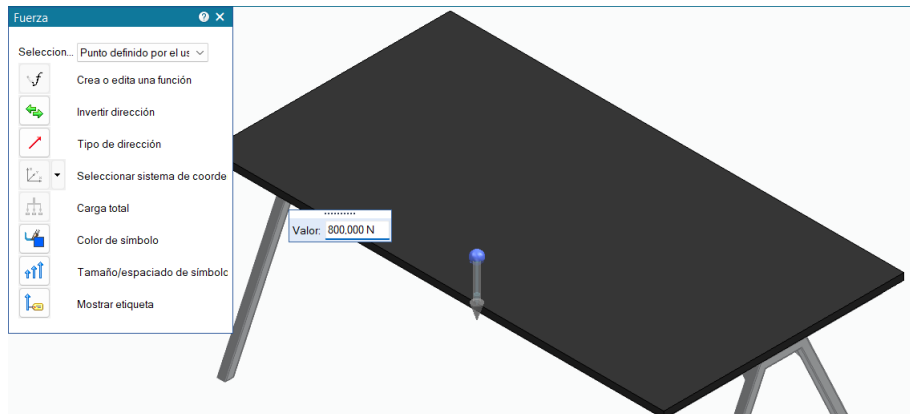 Fuerza
Seleccion... Punto definido por el us
Crea o edita una función
Invertir dirección
Tipo de dirección
Seleccionar sistema de coorde
Carga total
Color de símbolo
Tamaño/espaciado de símbolo
Mostrar etiqueta
Valor: 800,000 N